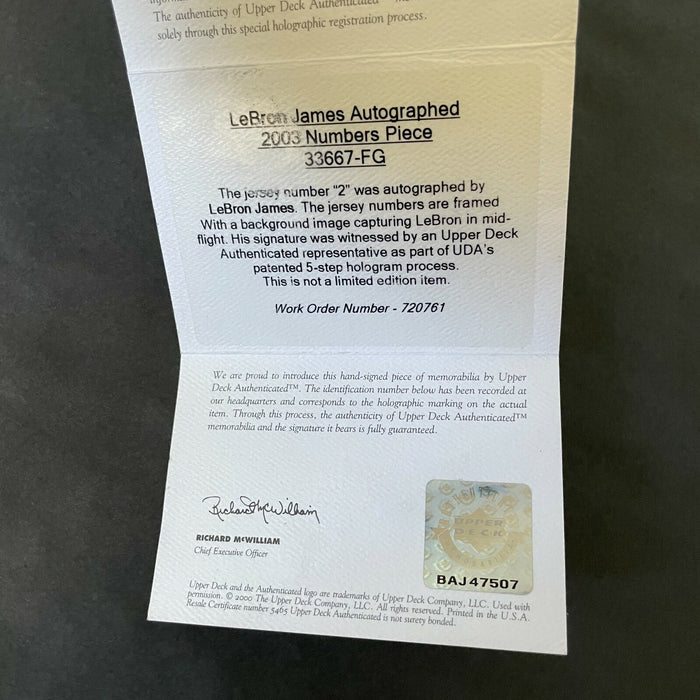 The authenticity of Upper Deck Authenticated
solely through this special holographic registration process.
LeBron James Autographed
2003 Numbers Piece
33667-FG
The jersey number "2" was autographed by
LeBron James. The jersey numbers are framed
With a background image capturing LeBron in mid-
flight. His signature was witnessed by an Upper Deck
Authenticated representative as part of UDA's
patented 5-step hologram process.
This is not a limited edition item.
Work Order Number - 720761
We are proud to introduce this hand-signed piece of memorabilia by Upper
Deck Authenticated™. The identification number below has been recorded at
our headquarters and corresponds to the holographic marking on the actual
item. Through this process, the authenticity of Upper Deck Authenticated™
memorabilia and the signature it bears is fully guaranteed.
Richard McWilliam
RICHARD McWILLIAM
Chief Executive Officer
UPPER
DECK
BAJ47507
Upper Deck and the Authenticated logo are trademarks of Upper Deck Company, LLC. Used with
permission. © 2000 The Upper Deck Company, LLC. All rights reserved. Printed in the U.S.A.
Resale Certificate number 5465 Upper Deck Authenticated is not surety bonded.